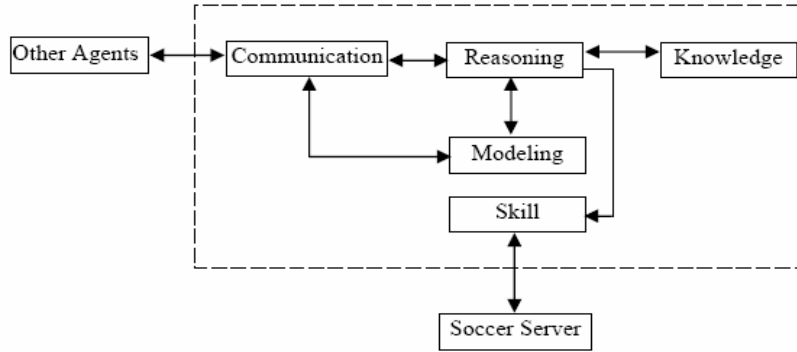 Other Agents
Communication
Reasoning
Knowledge
Modeling
Skill
Soccer Server